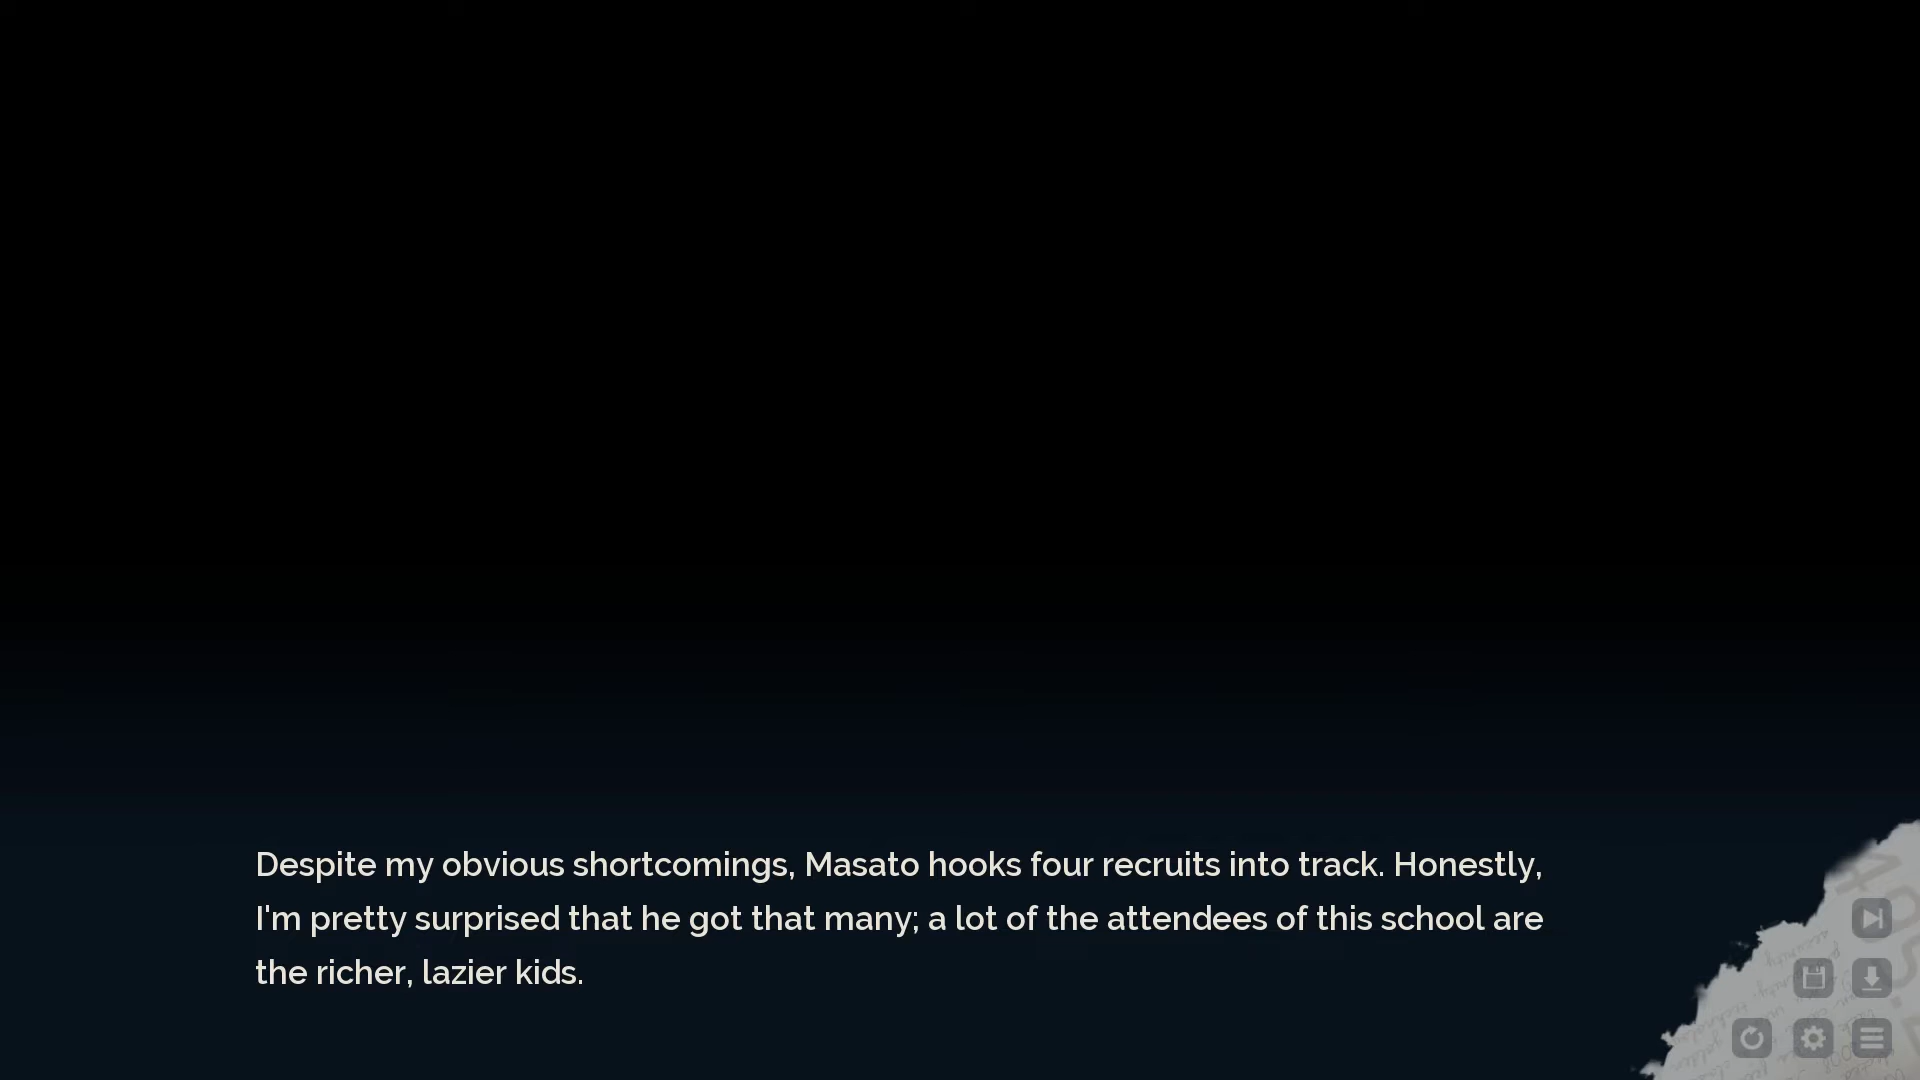 Despite my obvious shortcomings, Masato hooks four recruits into track. Honestly,
I'm pretty surprised that he got that many; a lot of the attendees of this school are
the richer, lazier kids.